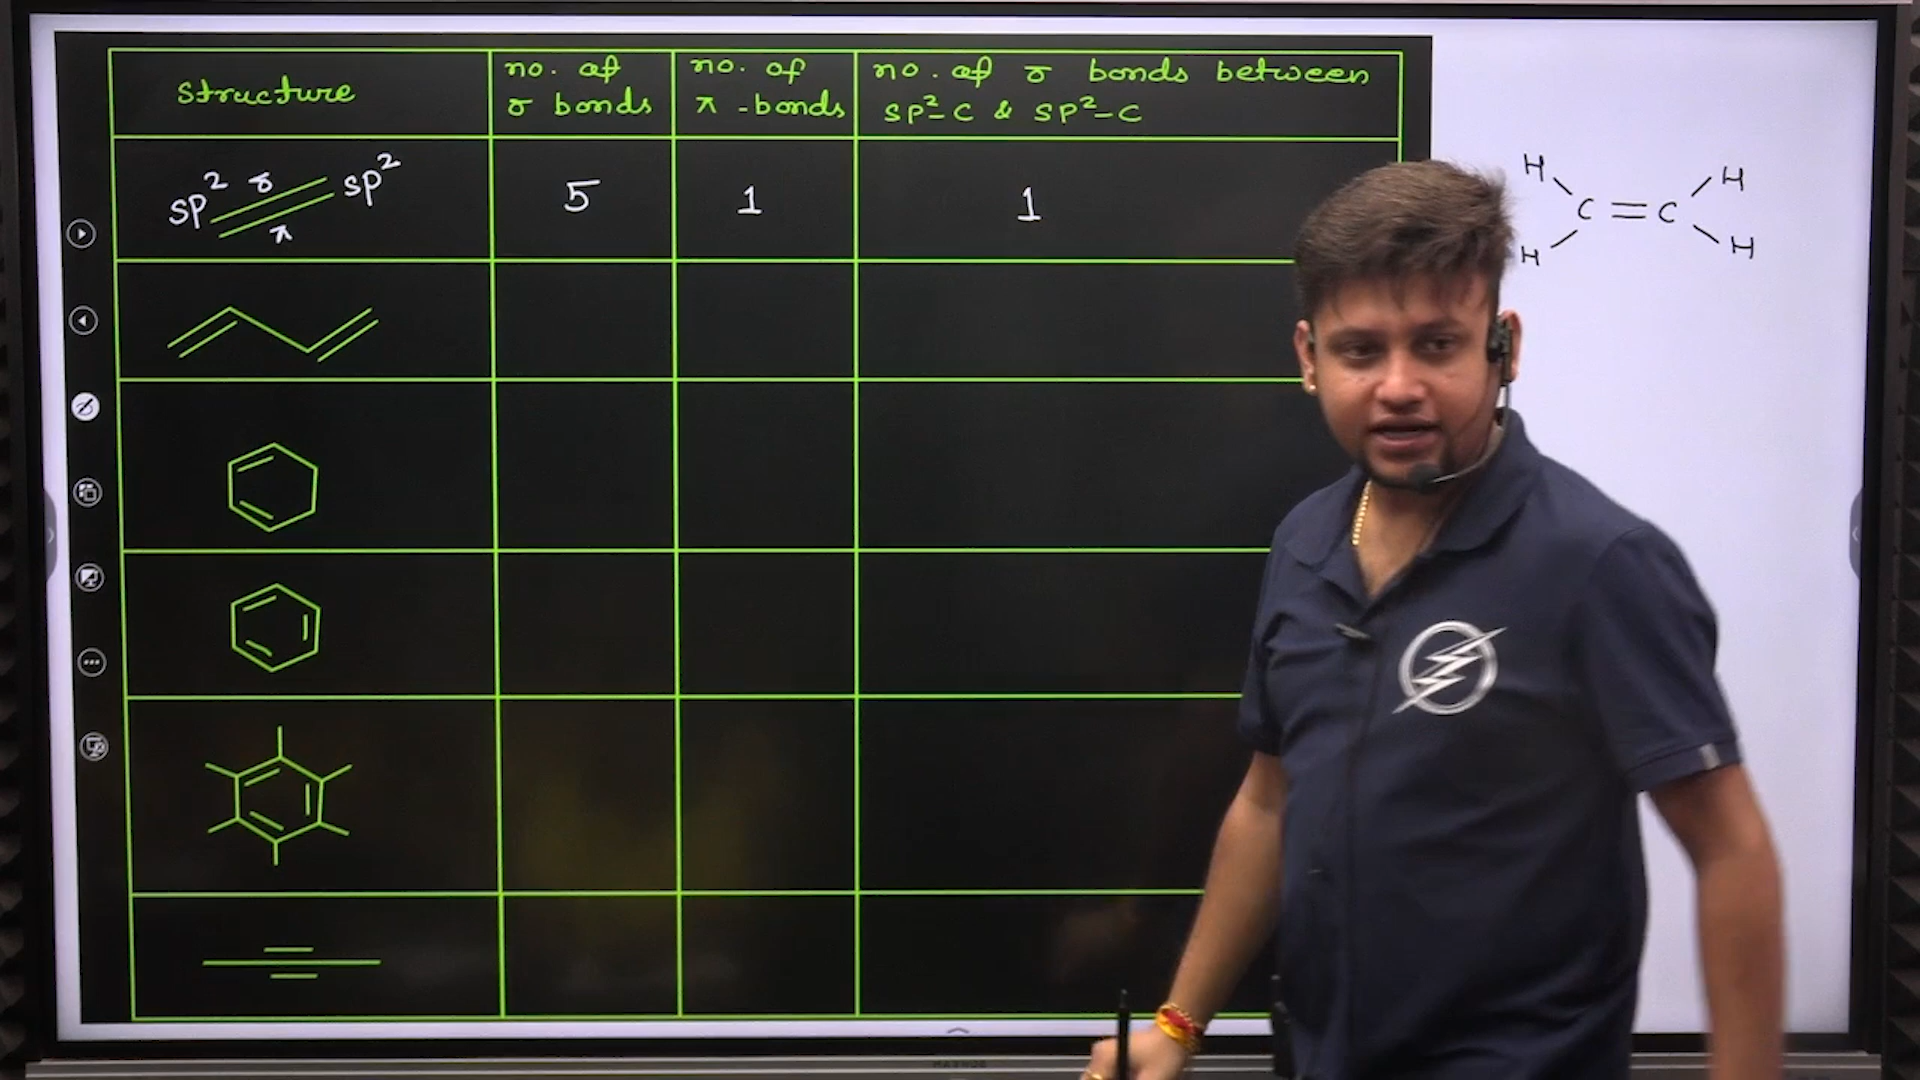 structure
no. of
σ bonds
no. of
π - bonds
no. of σ bonds between
sp²-C & sp²-C
sp² σ sp²
π
5
1
1
H H
C = C
H H